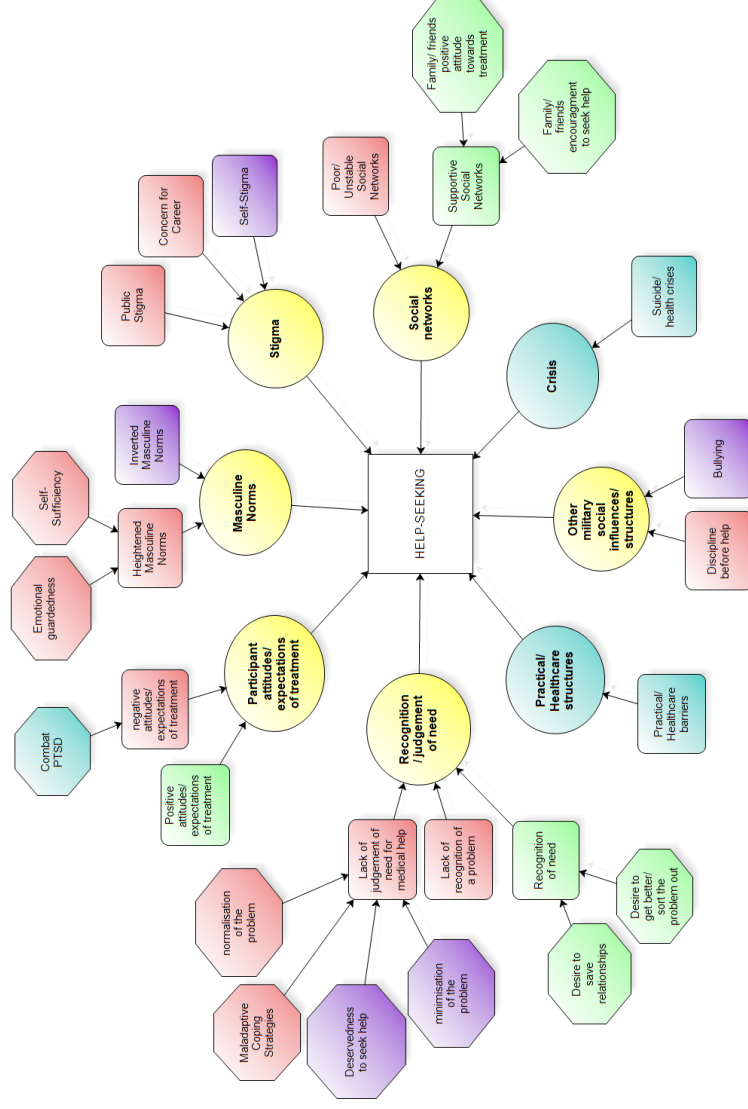 Family/ friends
positive
attitude
towards
treatment
Family/
friends
encouragment
to seek help
Poor/
Unstable
Social
Networks
Supportive
Social
Networks
Social
networks
Concern for
Career
Self-Stigma
Public
Stigma
Stigma
Suicide/
health crises
Crisis
Self-
Sufficiency
Emotional
guardedness
Inverted
Masculine
Norms
Heightened
Masculine
Norms
Masculine
Norms
HELP-SEEKING
Other
military
social
influences/
structures
Bullying
Discipline
before help
Combat
PTSD
negative
attitudes/
expectations
of treatment
Positive
attitudes/
expectations
of treatment
Participant
attitudes/
expectations
of treatment
Recognition
/ judgement
of need
Practical/
Healthcare
structures
Practical/
Healthcare
barriers
normalisation
of the
problem
Maladaptive
Coping
Strategies
Deservedness
to seek help
minimisation
of the
problem
Lack of
judgement of
need for
medical help
Lack of
recognition of
a problem
Recognition
of need
Desire to
save
relationships
Desire to
get better/
sort the
problem out